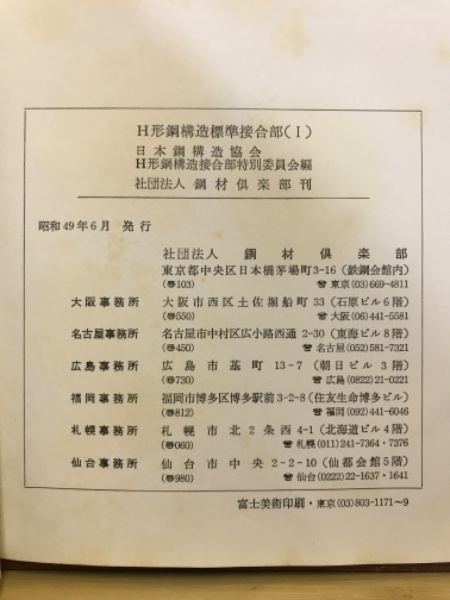 H形鋼構造標準接合部(I)
日本鋼構造協会
H形鋼構造接合部特別委員会編
社団法人 鋼材倶楽部刊
昭和49年6月 発行
社団法人 鋼材倶楽部
東京都中央区日本橋茅場町3-16(鉄鋼会館内)
(〒103) ☎東京(03)669-4811
大阪事務所 大阪市西区土佐堀船町33(石原ビル6階)
(〒550) ☎大阪(06)441-5581
名古屋事務所 名古屋市中村区広小路西通2-30(東海ビル8階)
(〒450) ☎名古屋(052)581-7321
広島事務所 広島市基町13-7(朝日ビル3階)
(〒730) ☎広島(0822)21-0221
福岡事務所 福岡市博多区博多駅前3-2-8(住友生命博多ビル)
(〒812) ☎福岡(092)441-6046
札幌事務所 札幌市北2条西4-1(北海道ビル4階)
(〒060) ☎札幌(011)241-7364・7376
仙台事務所 仙台市中央2-2-10(仙都会館5階)
(〒980) ☎仙台(0222)22-1637・1641
富士美術印刷・東京(03)803-1171~9